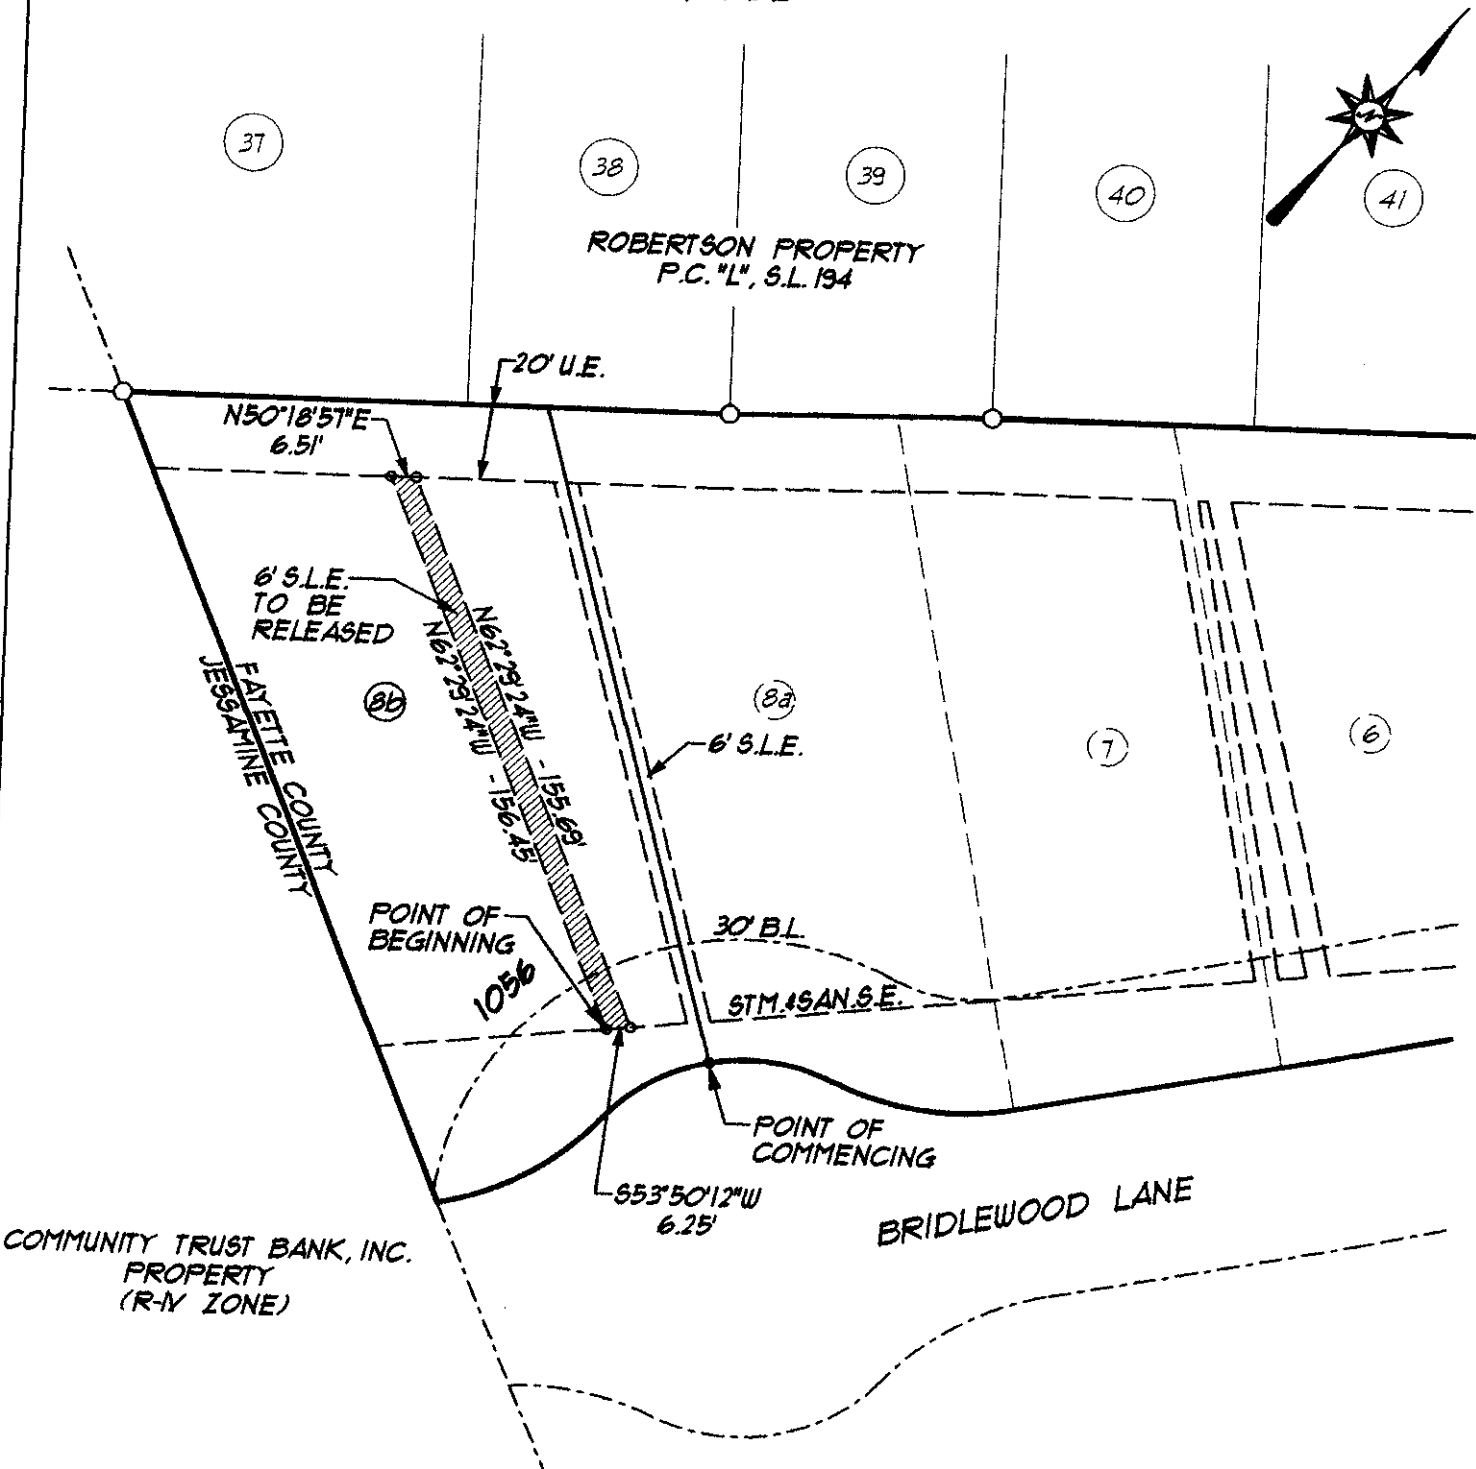 37
38
39
40
41
ROBERTSON PROPERTY
P.C. "L", S.L. 194
20' U.E.
N50°18'57"E
6.51'
6' S.L.E.
TO BE
RELEASED
N62°29'24"W - 155.69'
N62°29'24"W - 156.45'
FAYETTE COUNTY
JESSAMINE COUNTY
8b
8a
6' S.L.E.
7
6
POINT OF
BEGINNING
1056
30' B.L.
STM.&SAN.S.E.
POINT OF
COMMENCING
S53°50'12"W
6.25'
BRIDLEWOOD LANE
COMMUNITY TRUST BANK, INC.
PROPERTY
(R-IV ZONE)